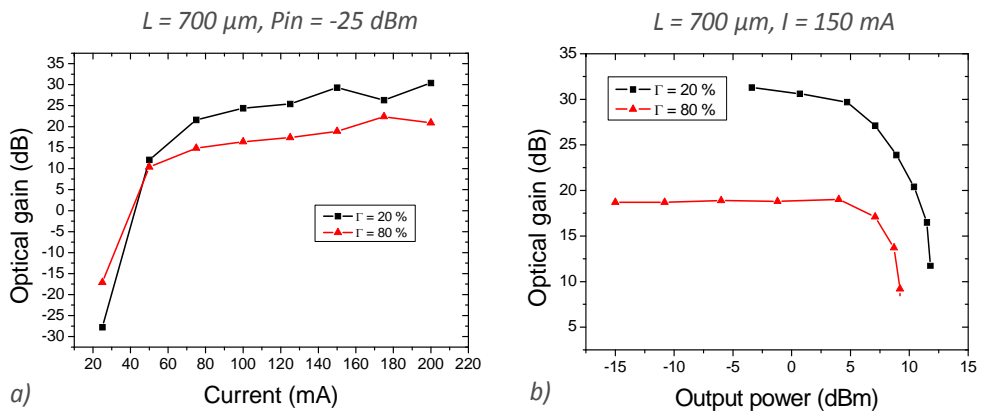 L = 700 µm, Pin = -25 dBm
35
30
25
20
15
10
5
0
-5
-10
-15
-20
-25
-30
Optical gain (dB)
Γ = 20 %
Γ = 80 %
20 40 60 80 100 120 140 160 180 200 220
Current (mA)
a)
L = 700 µm, I = 150 mA
35
30
25
20
15
10
5
Optical gain (dB)
Γ = 20 %
Γ = 80 %
-15 -10 -5 0 5 10 15
Output power (dBm)
b)